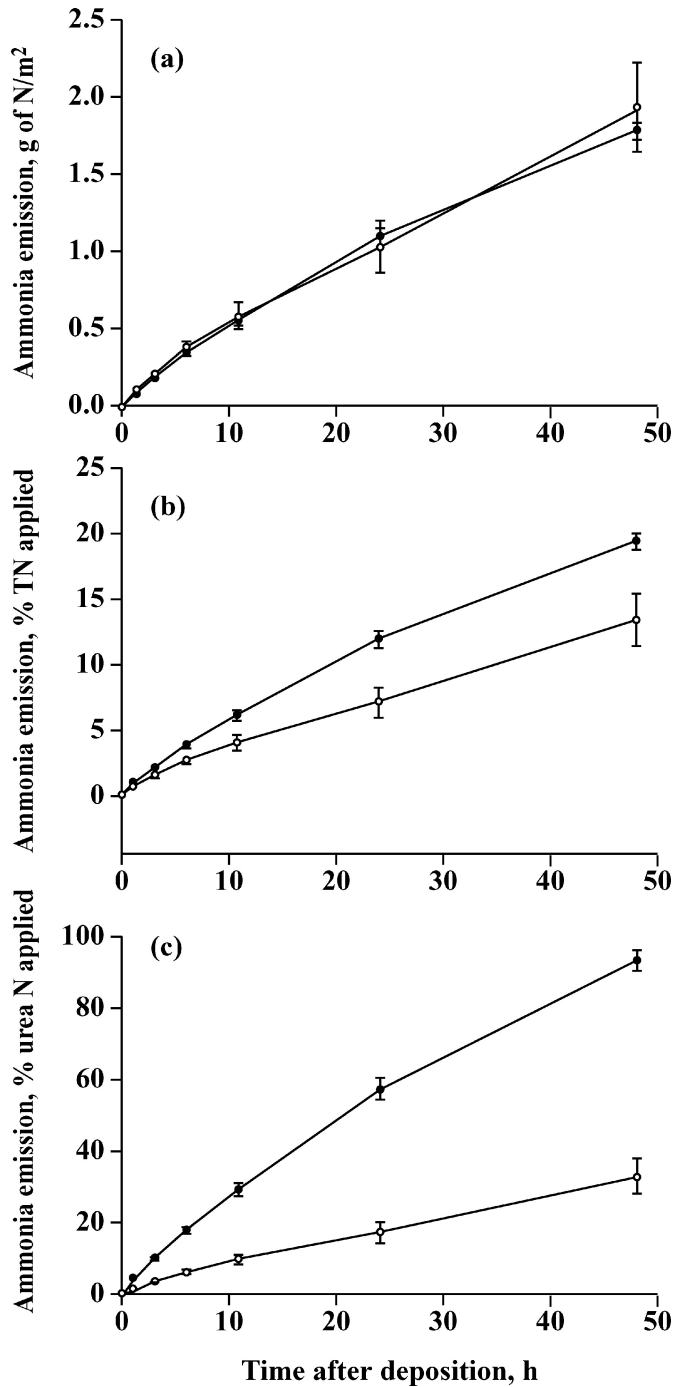 Ammonia emission, g of N/m²
(a)
2.5
2.0
1.5
1.0
0.5
0.0
0 10 20 30 40 50
Ammonia emission, % TN applied
(b)
25
20
15
10
5
0
0 10 20 30 40 50
Ammonia emission, % urea N applied
(c)
100
80
60
40
20
0
0 10 20 30 40 50
Time after deposition, h